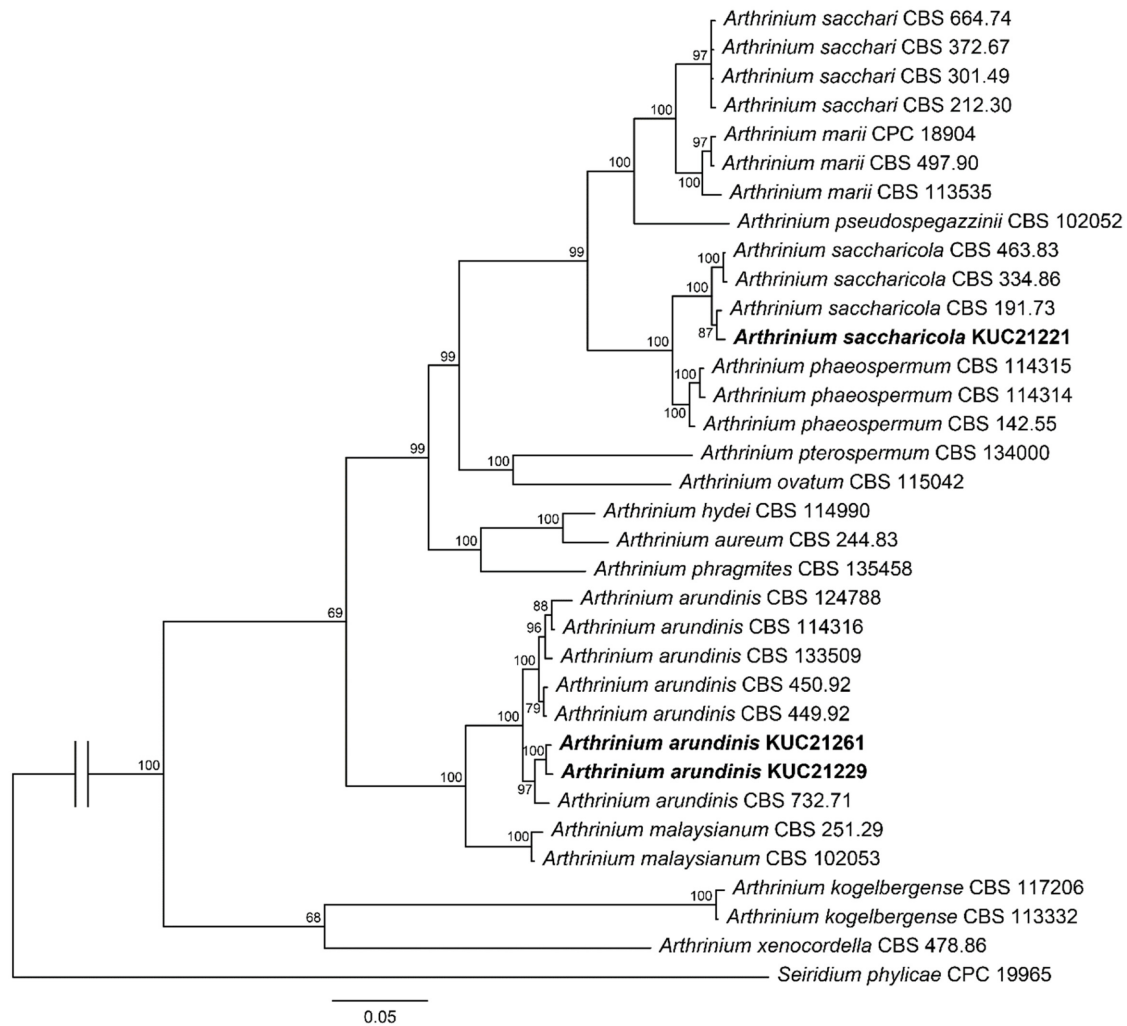 Arthrinium sacchari CBS 664.74
Arthrinium sacchari CBS 372.67
97
Arthrinium sacchari CBS 301.49
Arthrinium sacchari CBS 212.30
100
Arthrinium marii CPC 18904
97
Arthrinium marii CBS 497.90
100
100
Arthrinium marii CBS 113535
Arthrinium pseudospegazzinii CBS 102052
99
Arthrinium saccharicola CBS 463.83
100
Arthrinium saccharicola CBS 334.86
100
Arthrinium saccharicola CBS 191.73
87
Arthrinium saccharicola KUC21221
100
Arthrinium phaeospermum CBS 114315
99
100
Arthrinium phaeospermum CBS 114314
100
Arthrinium phaeospermum CBS 142.55
99
Arthrinium pterospermum CBS 134000
100
Arthrinium ovatum CBS 115042
Arthrinium hydei CBS 114990
100
Arthrinium aureum CBS 244.83
100
Arthrinium phragmites CBS 135458
69
Arthrinium arundinis CBS 124788
88
Arthrinium arundinis CBS 114316
96
Arthrinium arundinis CBS 133509
100
Arthrinium arundinis CBS 450.92
79
Arthrinium arundinis CBS 449.92
100
Arthrinium arundinis KUC21261
100
Arthrinium arundinis KUC21229
100
100
97
Arthrinium arundinis CBS 732.71
Arthrinium malaysianum CBS 251.29
100
Arthrinium malaysianum CBS 102053
Arthrinium kogelbergense CBS 117206
100
Arthrinium kogelbergense CBS 113332
68
Arthrinium xenocordella CBS 478.86
Seiridium phylicae CPC 19965
0.05